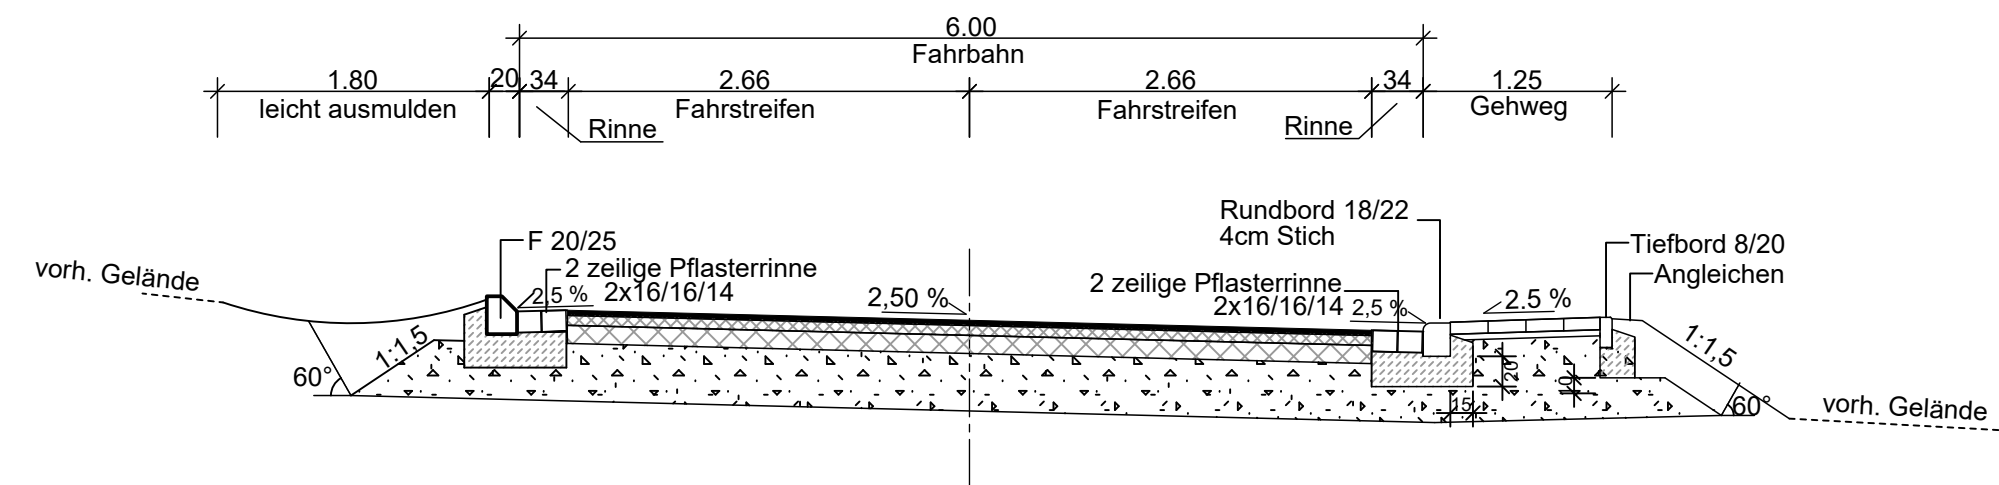 6.00
Fahrbahn
1.80
20
34
2.66
2.66
34
1.25
leicht ausmulden
Fahrstreifen
Fahrstreifen
Gehweg
Rinne
Rinne
Rundbord 18/22
4cm Stich
F 20/25
Tiefbord 8/20
2 zeilige Pflasterrinne
2x16/16/14
Angleichen
vorh. Gelände
2,5 %
2,50 %
2 zeilige Pflasterrinne
2x16/16/14
2,5 %
2.5 %
1:1,5
1:1,5
60°
20
15
60°
vorh. Gelände